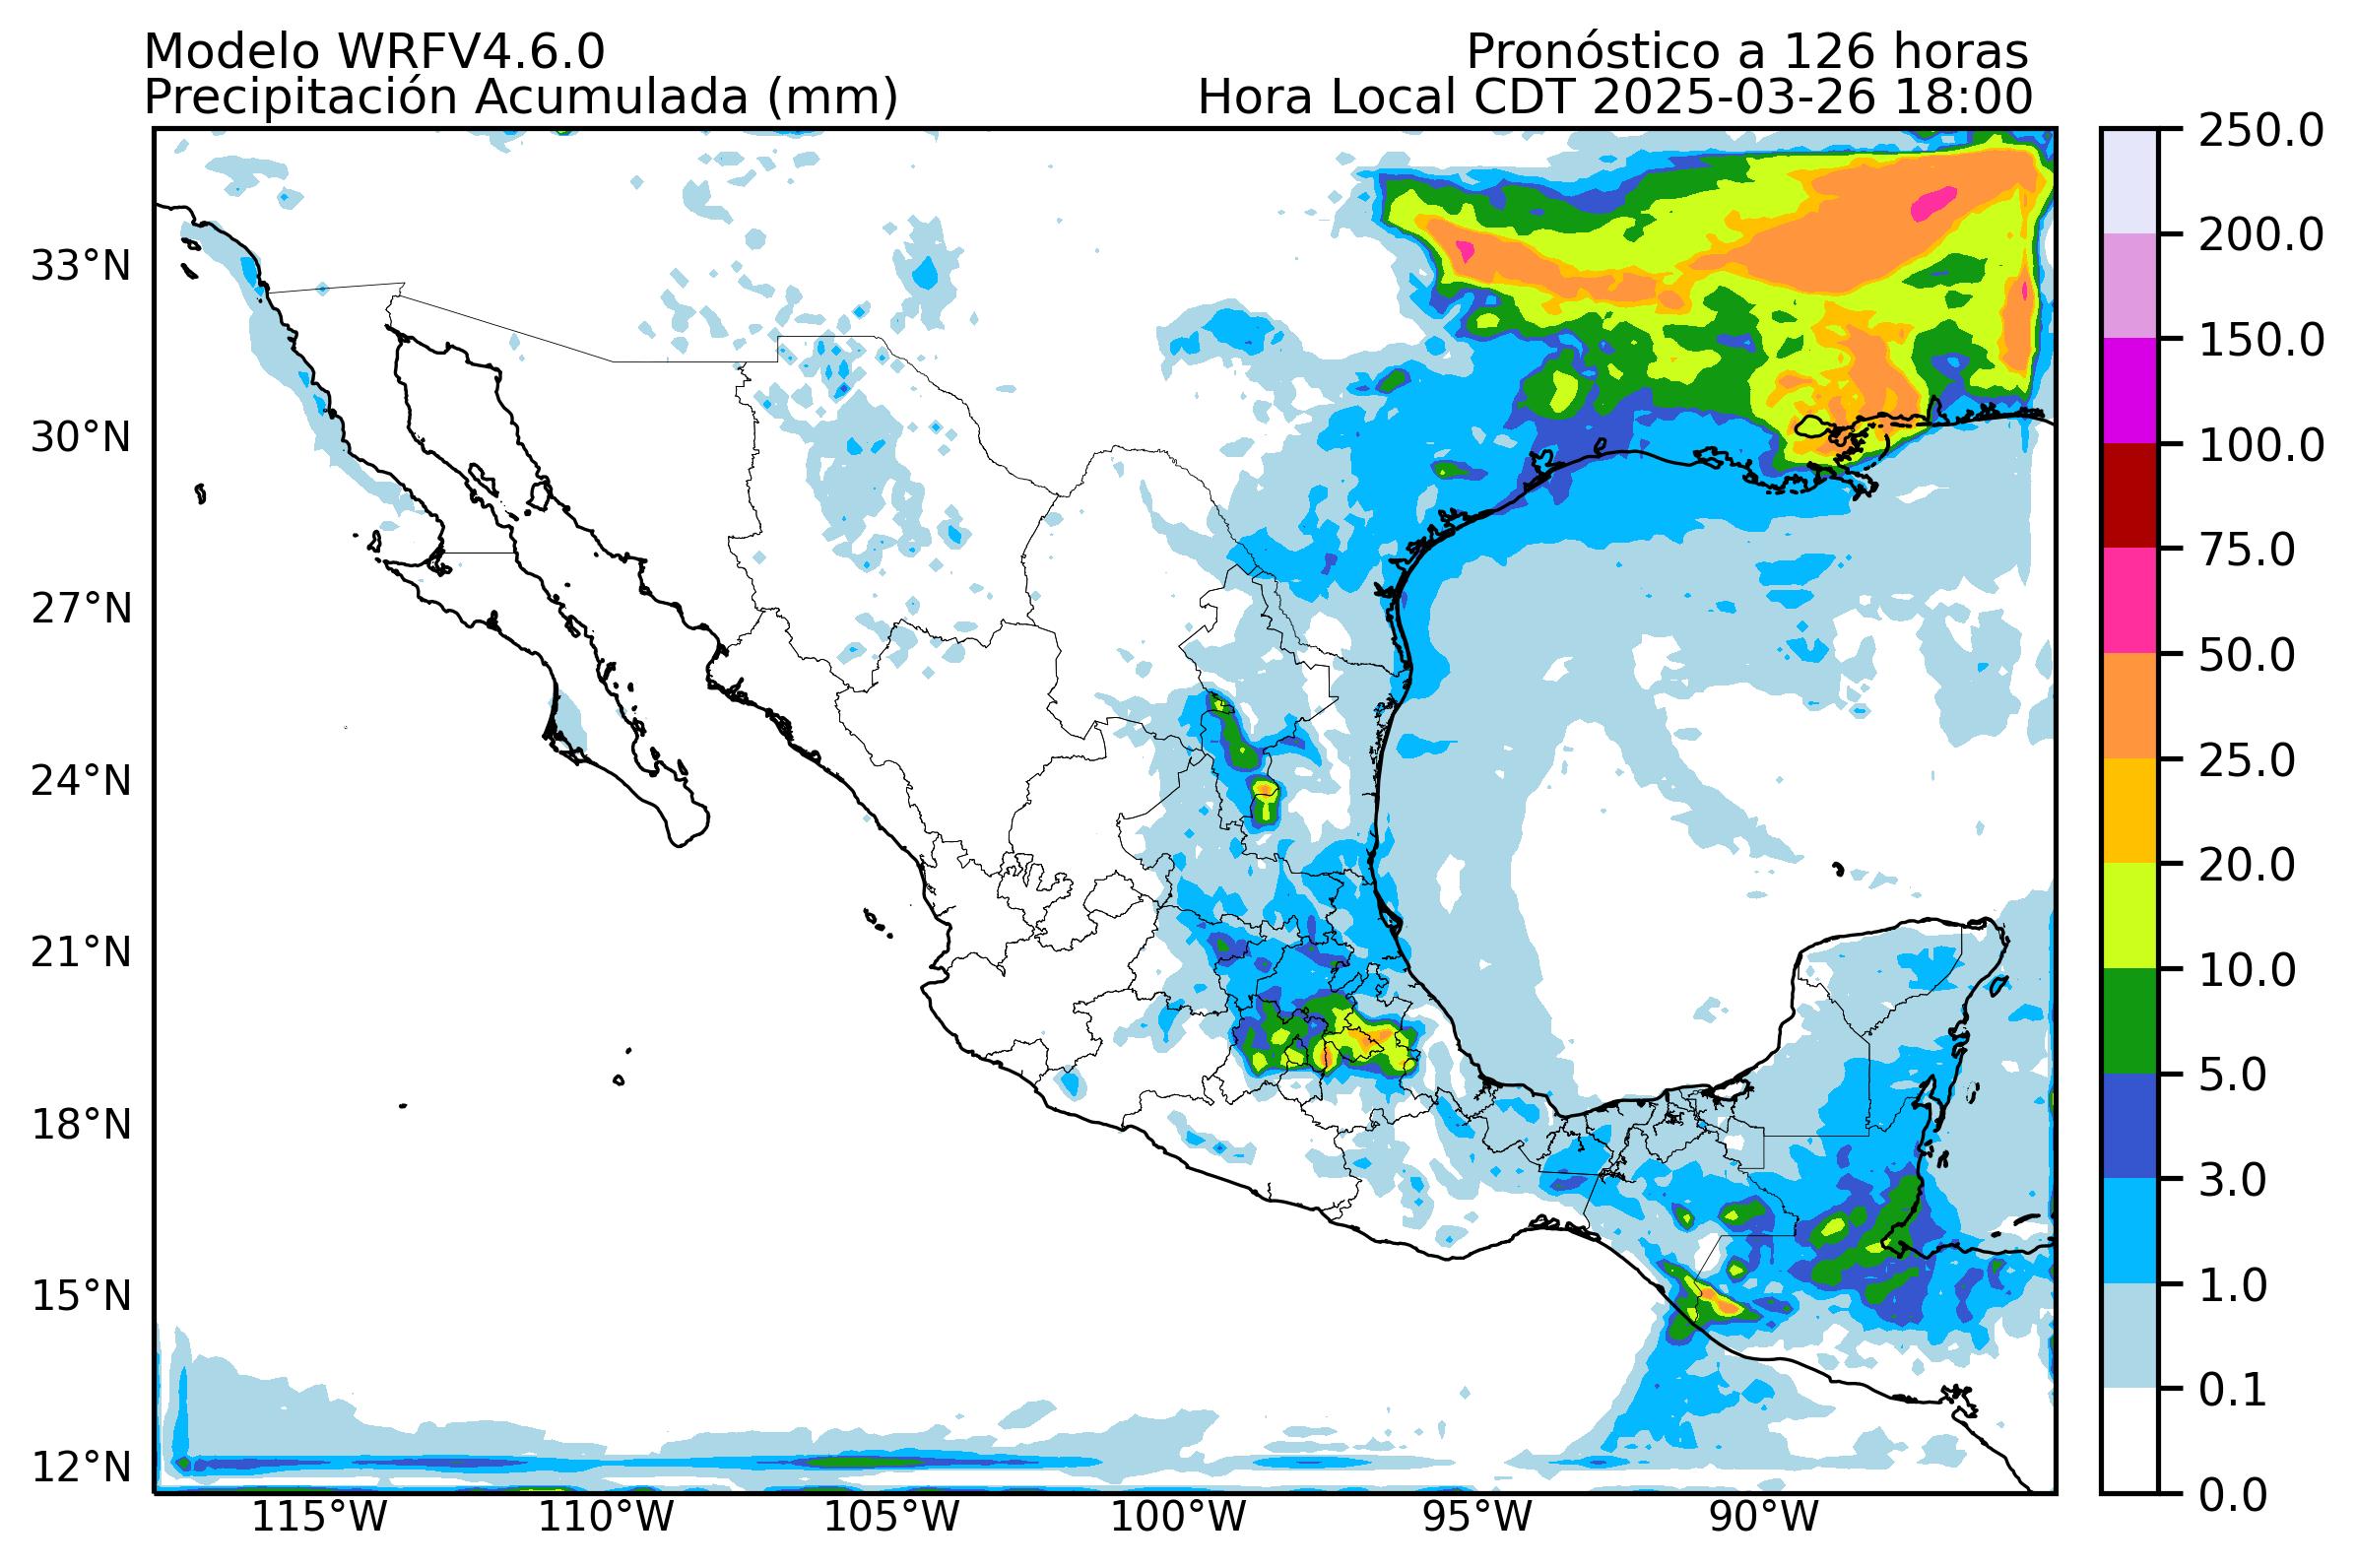 Modelo WRFV4.6.0
Pronóstico a 126 horas
Precipitación Acumulada (mm)
Hora Local CDT 2025-03-26 18:00
33°N
30°N
27°N
24°N
21°N
18°N
15°N
12°N
115°W
110°W
105°W
100°W
95°W
90°W
250.0
200.0
150.0
100.0
75.0
50.0
25.0
20.0
10.0
5.0
3.0
1.0
0.1
0.0